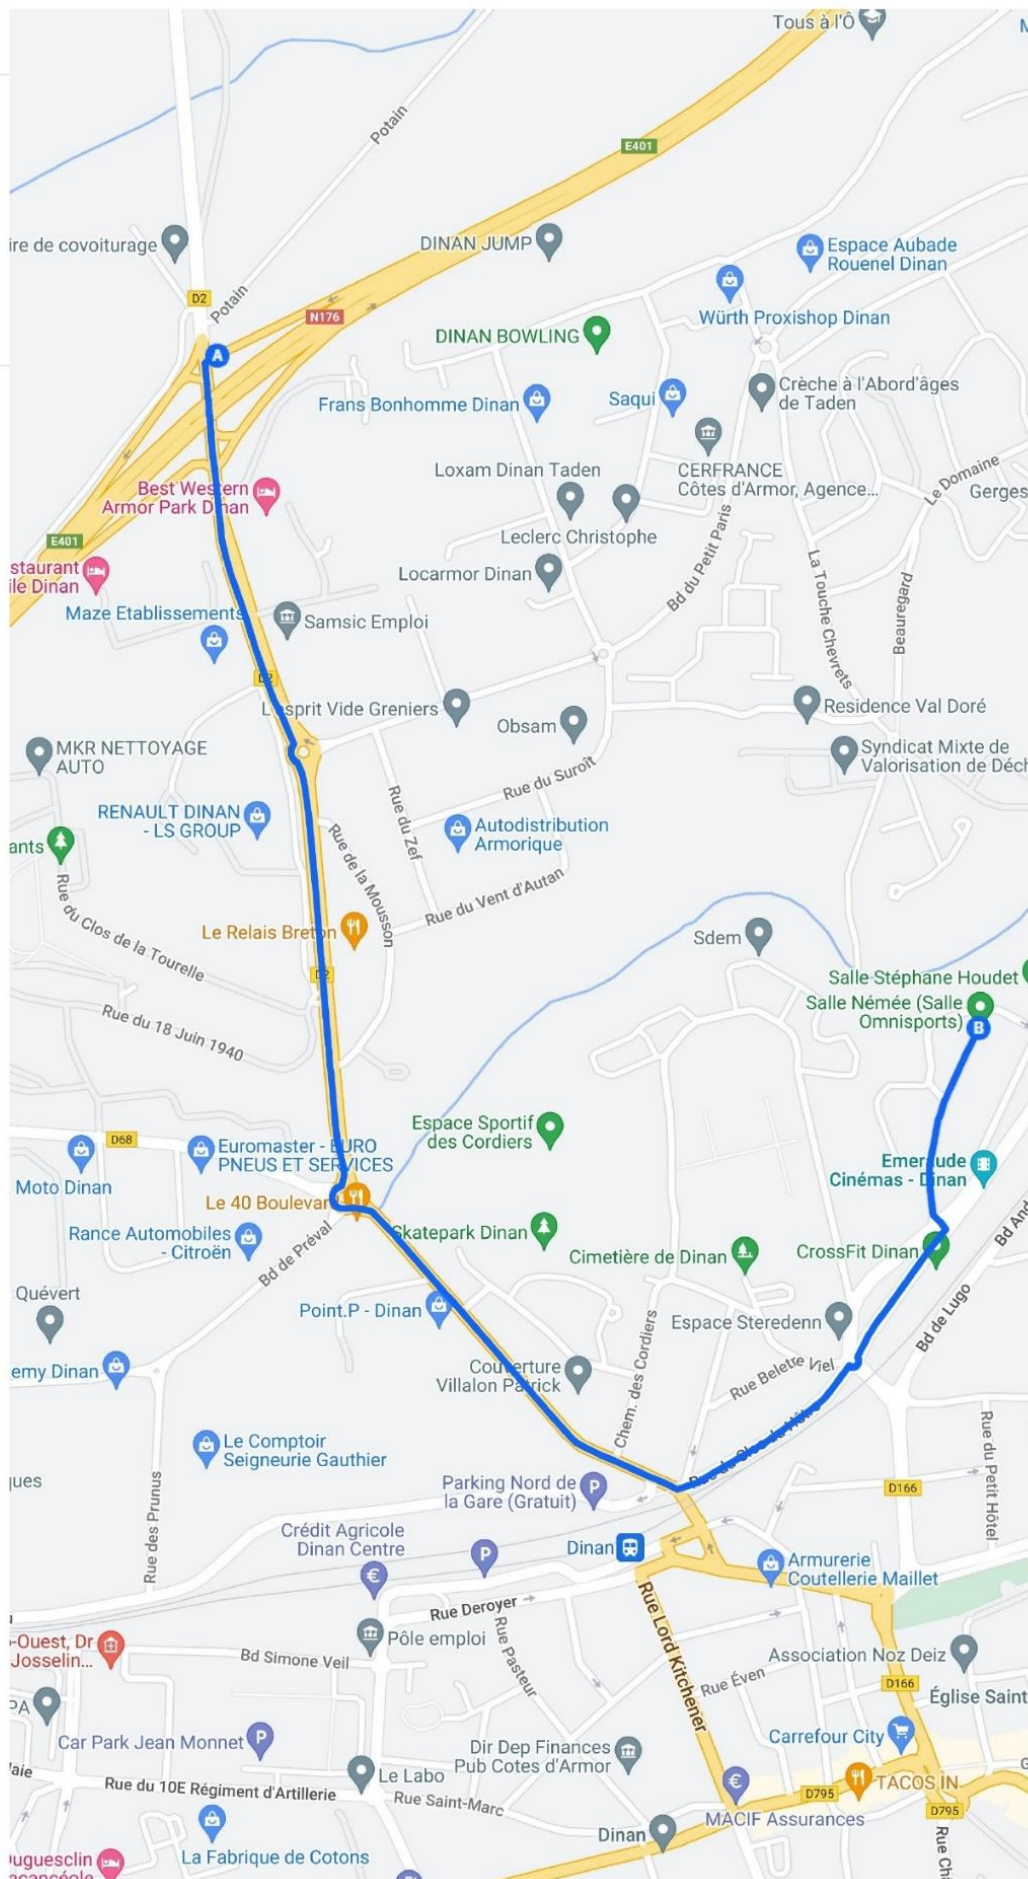 Tous à l'Ô
Potain
E401
ire de covoiturage
DINAN JUMP
Espace Aubade
Rouenel Dinan
D2
Potain
N176
Würth Proxishop Dinan
DINAN BOWLING
A
Frans Bonhomme Dinan
Saqui
Crèche à l'Abord'âges
de Taden
Loxam Dinan Taden
CERFRANCE
Côtes d'Armor, Agence...
Le Domaine
Gerges
Best Western
Armor Park Dinan
Leclerc Christophe
E401
staurant
ile Dinan
Locarmor Dinan
Bd du Petit Paris
La Touche Chevrets
Beauregard
Maze Etablissements
Samsic Emploi
D2
L'esprit Vide Greniers
Obsam
Residence Val Doré
MKR NETTOYAGE
AUTO
Syndicat Mixte de
Valorisation de Déch
Rue du Suroît
RENAULT DINAN
- LS GROUP
Rue du Zef
Autodistribution
Armorique
ants
Rue de la Mousson
Rue du Vent d'Autan
Rue du Clos de la Tourelle
Le Relais Breton
Sdem
D2
Salle Stéphane Houdet
Salle Némée (Salle
Omnisports)
B
Rue du 18 Juin 1940
Espace Sportif
des Cordiers
D68
Euromaster - EURO
PNEUS ET SERVICES
Emeraude
Cinémas - Dinan
Moto Dinan
Le 40 Boulevard
Rance Automobiles
- Citroën
Skatepark Dinan
Cimetière de Dinan
CrossFit Dinan
Bd And
Bd de Préval
Quévert
Point.P - Dinan
Espace Steredenn
Bd de Lugo
emy Dinan
Couverture
Villalon Patrick
Chem. des Cordiers
Rue Belette Viel
Le Comptoir
Seigneurie Gauthier
Rue du Clos du Hêtre
Rue du Petit Hôtel
ques
Rue des Prunus
Parking Nord de
la Gare (Gratuit)
P
D166
Crédit Agricole
Dinan Centre
P
Dinan
Armurerie
Coutellerie Maillet
Rue Deroyer
Rue Lord Kitchener
-Ouest, Dr
Josselin...
Pôle emploi
Rue Pasteur
Bd Simone Veil
Association Noz Deiz
Rue Éven
D166
Église Saint
PA
Car Park Jean Monnet
P
Dir Dep Finances
Pub Cotes d'Armor
Carrefour City
laie
Rue du 10E Régiment d'Artillerie
Le Labo
Rue Saint-Marc
TACOS IN
D795
MACIF Assurances
D795
La Fabrique de Cotons
Dinan
Rue Cha
Duguesclin